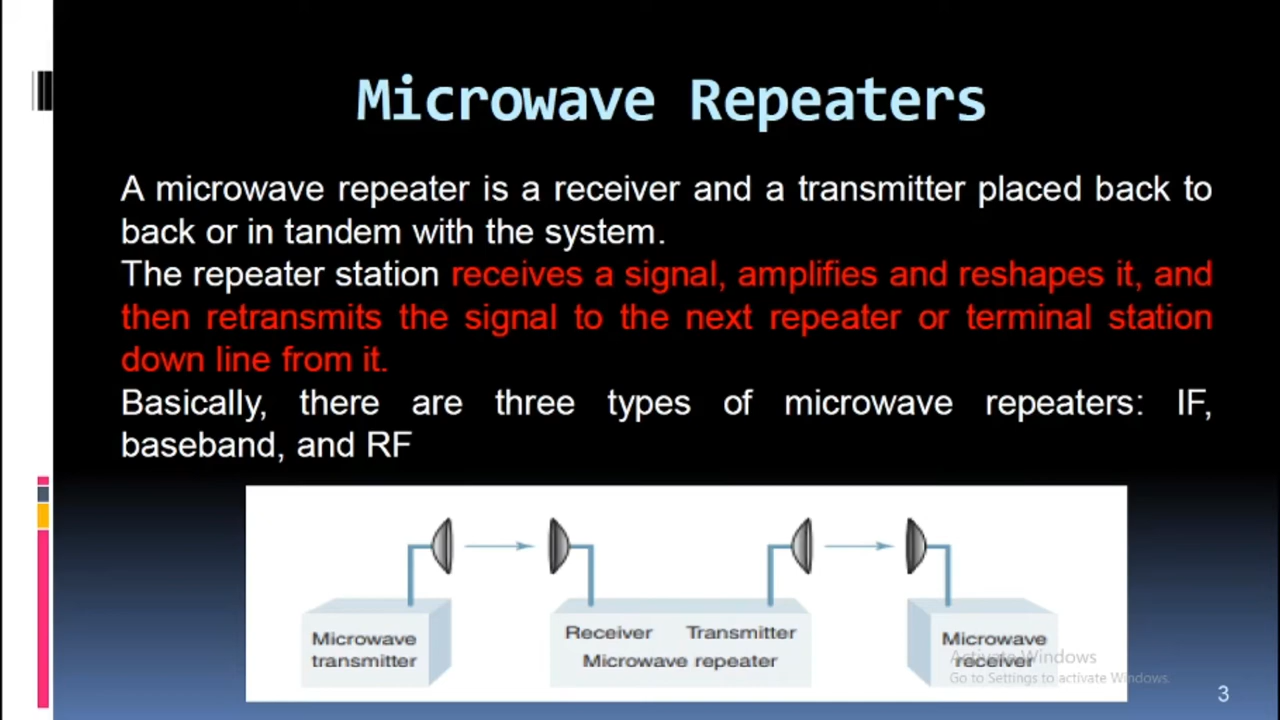 Microwave Repeaters
A microwave repeater is a receiver and a transmitter placed back to
back or in tandem with the system.
The repeater station receives a signal, amplifies and reshapes it, and
then retransmits the signal to the next repeater or terminal station
down line from it.
Basically, there are three types of microwave repeaters: IF,
baseband, and RF
Microwave
transmitter
Receiver Transmitter
Microwave repeater
Microwave
receiver
Activate Windows
Go to Settings to activate Windows.
3